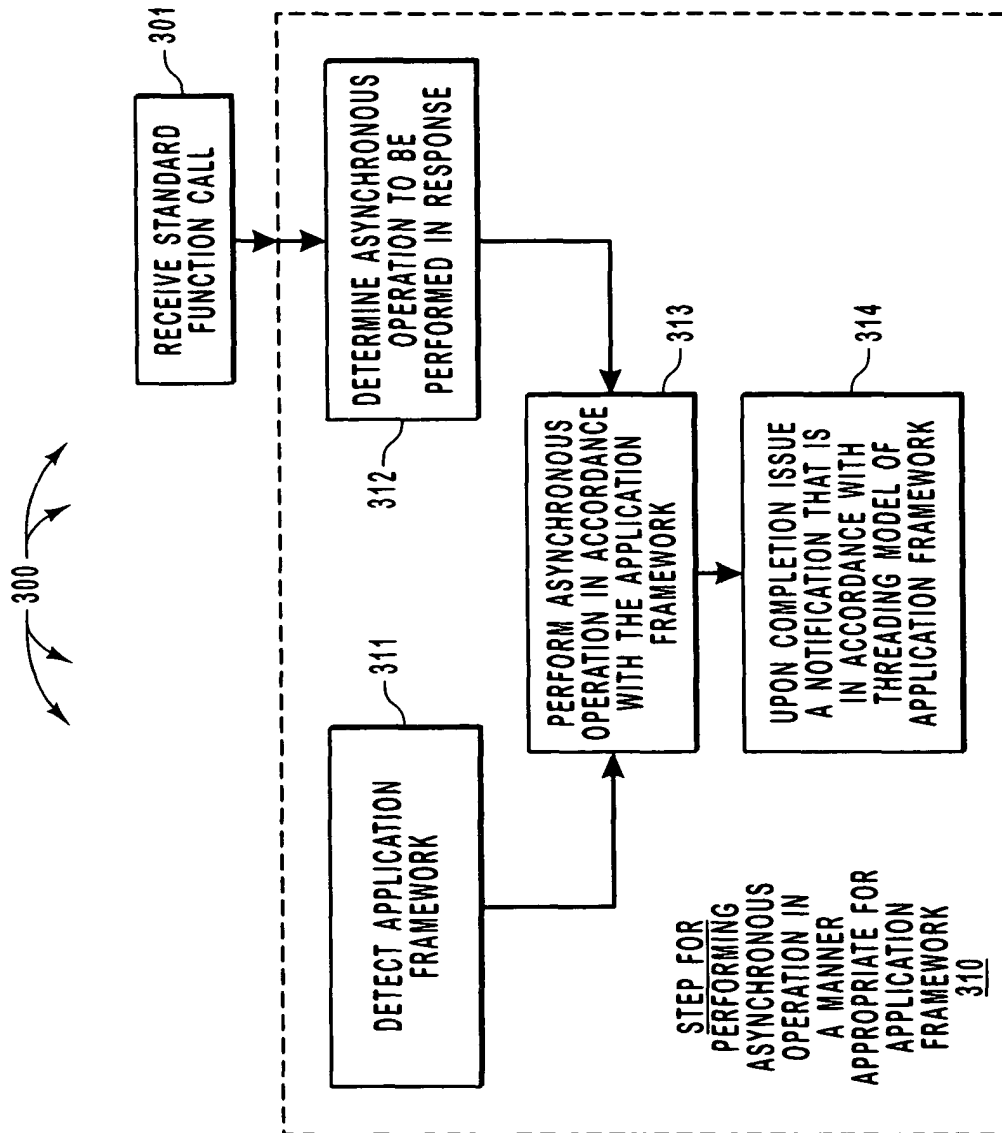 300
301
RECEIVE STANDARD
FUNCTION CALL
DETERMINE ASYNCHRONOUS
OPERATION TO BE
PERFORMED IN RESPONSE
312
311
DETECT APPLICATION
FRAMEWORK
313
PERFORM ASYNCHRONOUS
OPERATION IN ACCORDANCE
WITH THE APPLICATION
FRAMEWORK
314
UPON COMPLETION ISSUE
A NOTIFICATION THAT IS
IN ACCORDANCE WITH
THREADING MODEL OF
APPLICATION FRAMEWORK
STEP FOR
PERFORMING
ASYNCHRONOUS
OPERATION IN
A MANNER
APPROPRIATE FOR
APPLICATION
FRAMEWORK
310